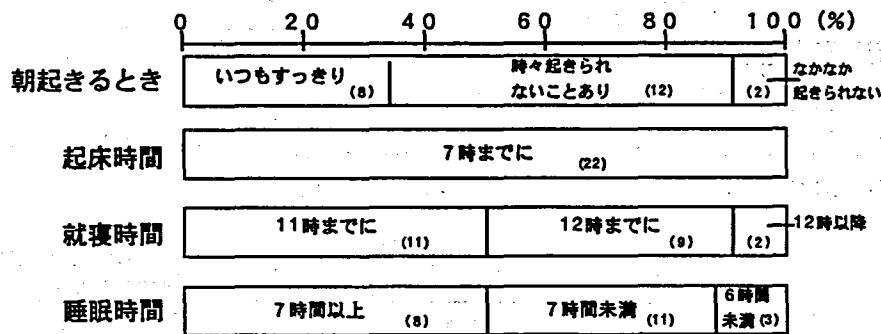 0 20 40 60 80 100 (%)
朝起きるとき
いつもすっきり
(8)
時々起きられ
ないことあり (12)
(2)
なかなか
起きられない
起床時間
7時までに
(22)
就寝時間
11時までに
(11)
12時までに
(9)
(2)
12時以降
睡眠時間
7時間以上 (8)
7時間未満 (11)
6時間
未満 (3)